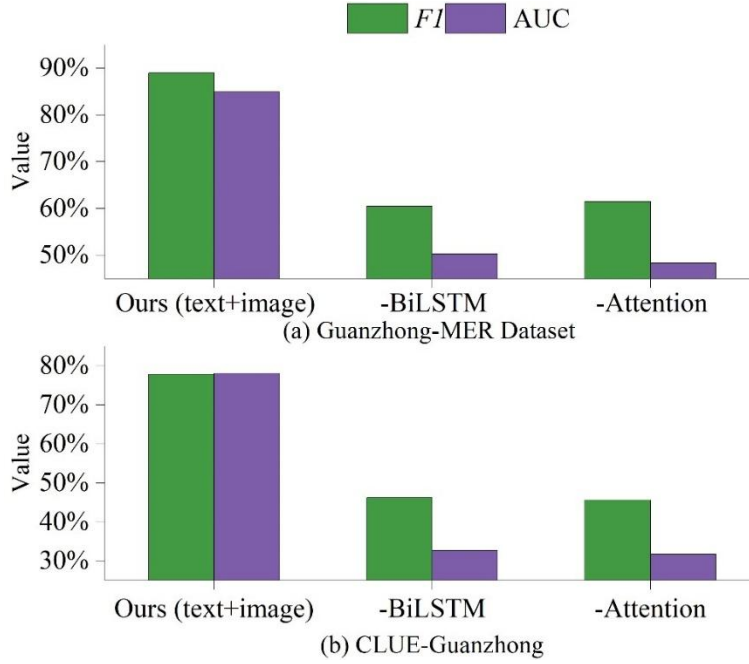 F1 AUC
Value
90%
80%
70%
60%
50%
Ours (text+image) -BiLSTM -Attention
(a) Guanzhong-MER Dataset
Value
80%
70%
60%
50%
40%
30%
Ours (text+image) -BiLSTM -Attention
(b) CLUE-Guanzhong